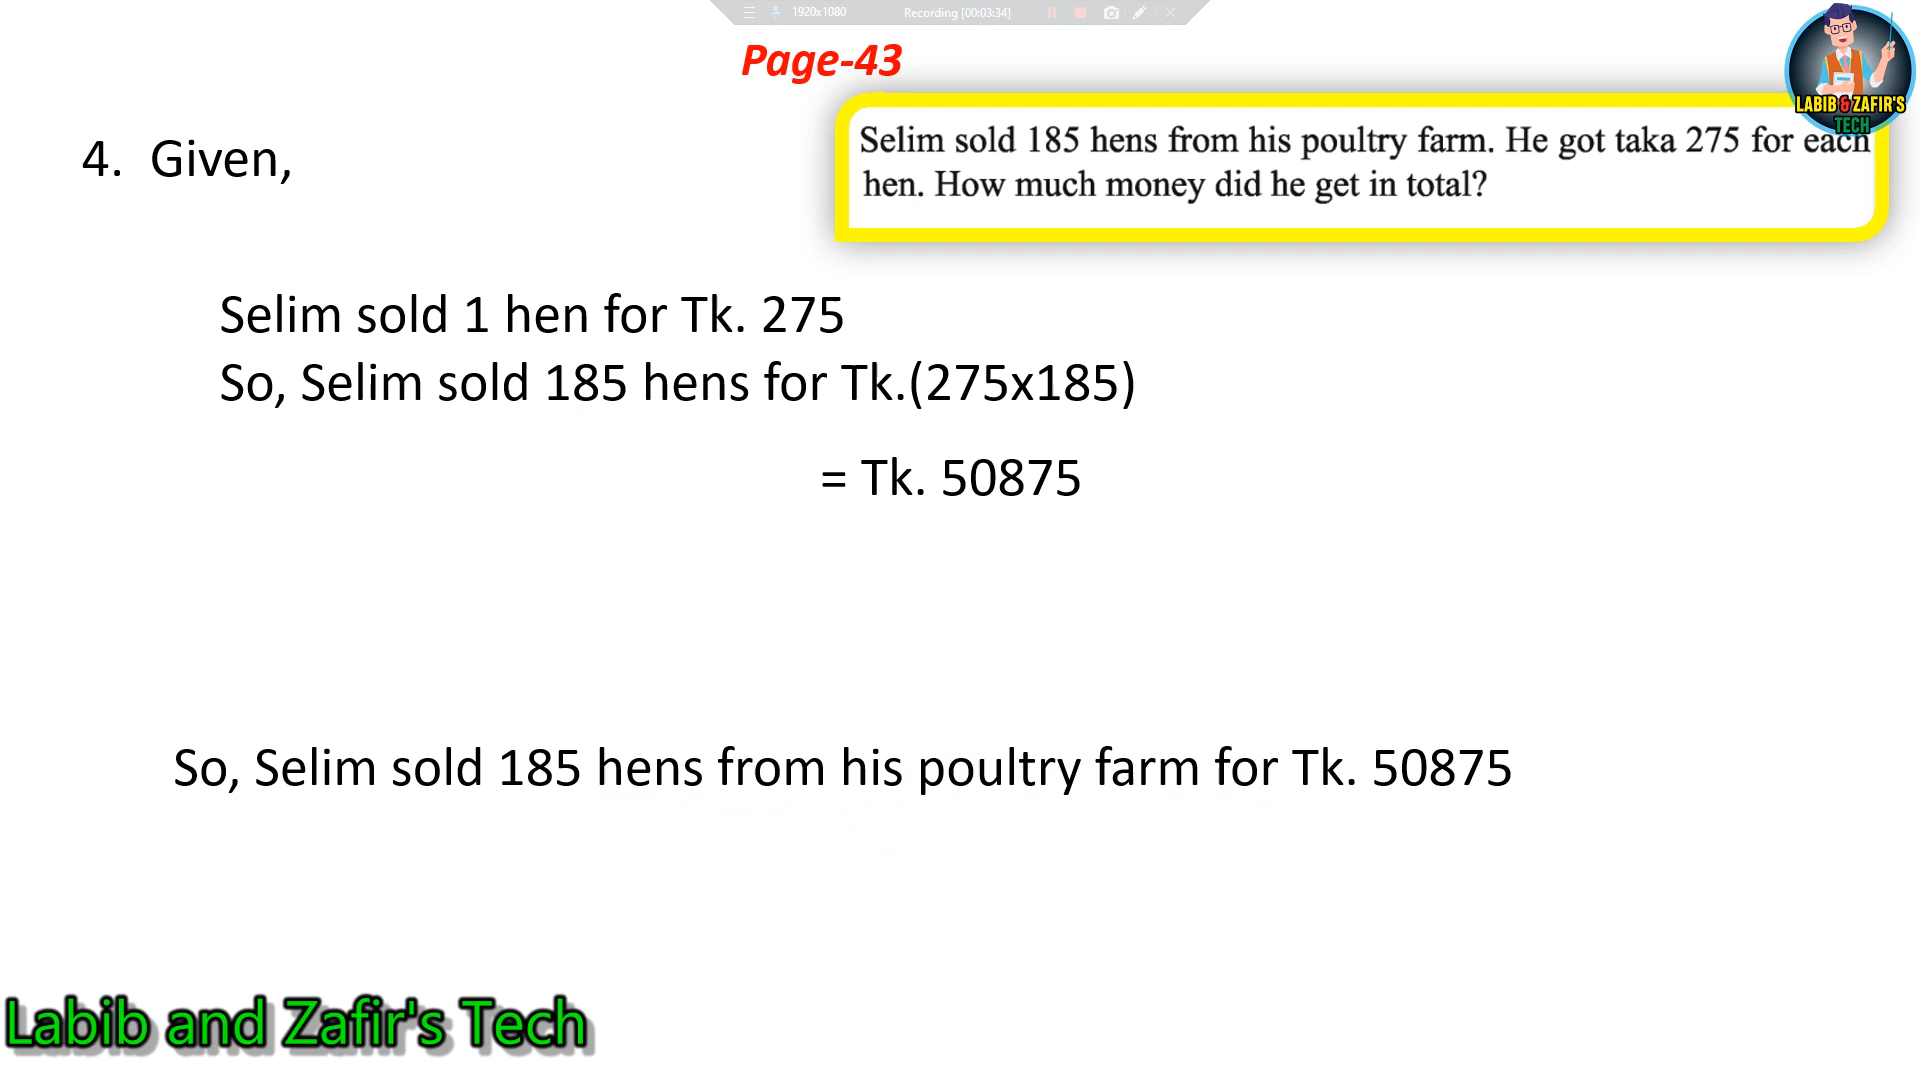 1920x1080 Recording [00:03:34]
Page-43
LABIB & ZAFIR'S
TECH
4. Given,
Selim sold 185 hens from his poultry farm. He got taka 275 for each
hen. How much money did he get in total?
Selim sold 1 hen for Tk. 275
So, Selim sold 185 hens for Tk.(275x185)
= Tk. 50875
So, Selim sold 185 hens from his poultry farm for Tk. 50875
Labib and Zafir's Tech